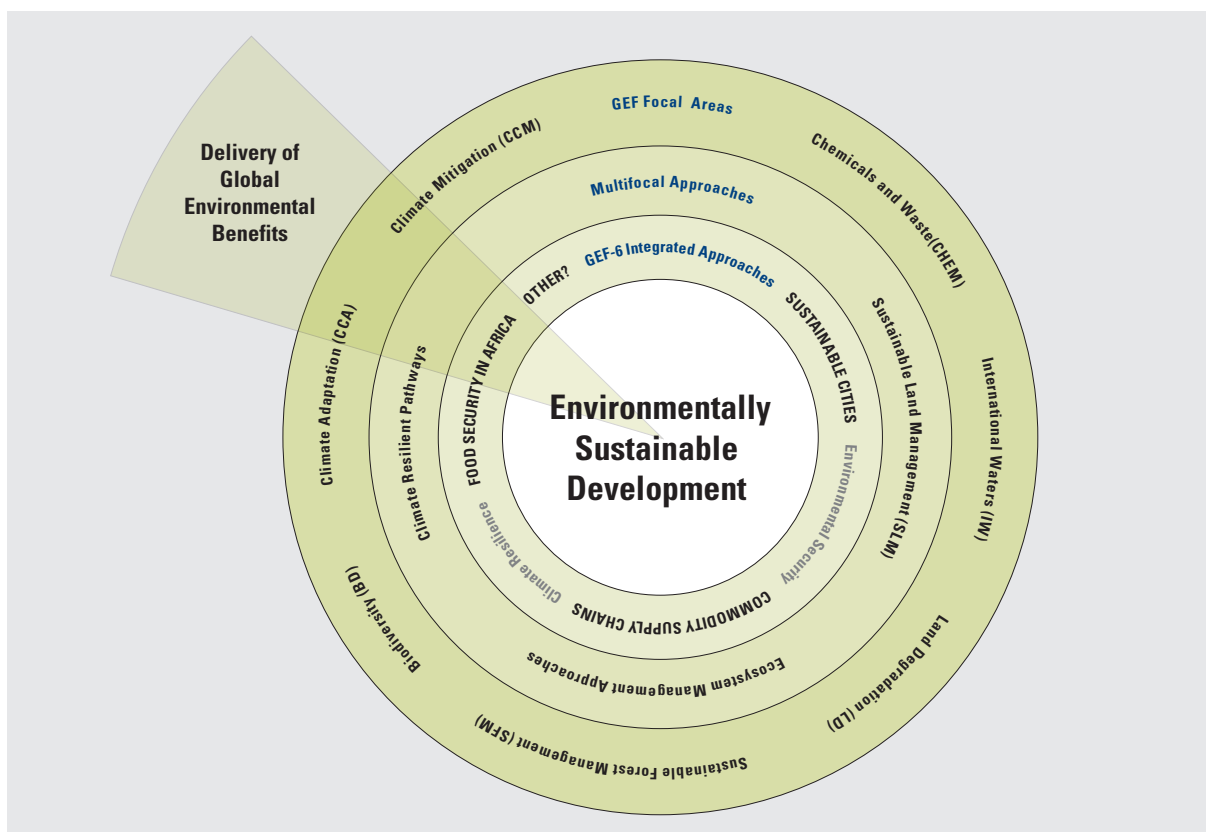 GEF Focal Areas
Chemicals and Waste(CHEM)
International Waters (IW)
Land Degradation (LD)
Sustainable Forest Management (SFM)
Biodiversity (BD)
Climate Adaptation (CCA)
Climate Mitigation (CCM)
Delivery of
Global
Environmental
Benefits
Multifocal Approaches
Sustainable Land Management (SLM)
Ecosystem Management Approaches
Climate Resilient Pathways
GEF-6 Integrated Approaches
SUSTAINABLE CITIES
Environmental Security
COMMODITY SUPPLY CHAINS
Climate Resilience
FOOD SECURITY IN AFRICA
OTHER?
Environmentally
Sustainable
Development